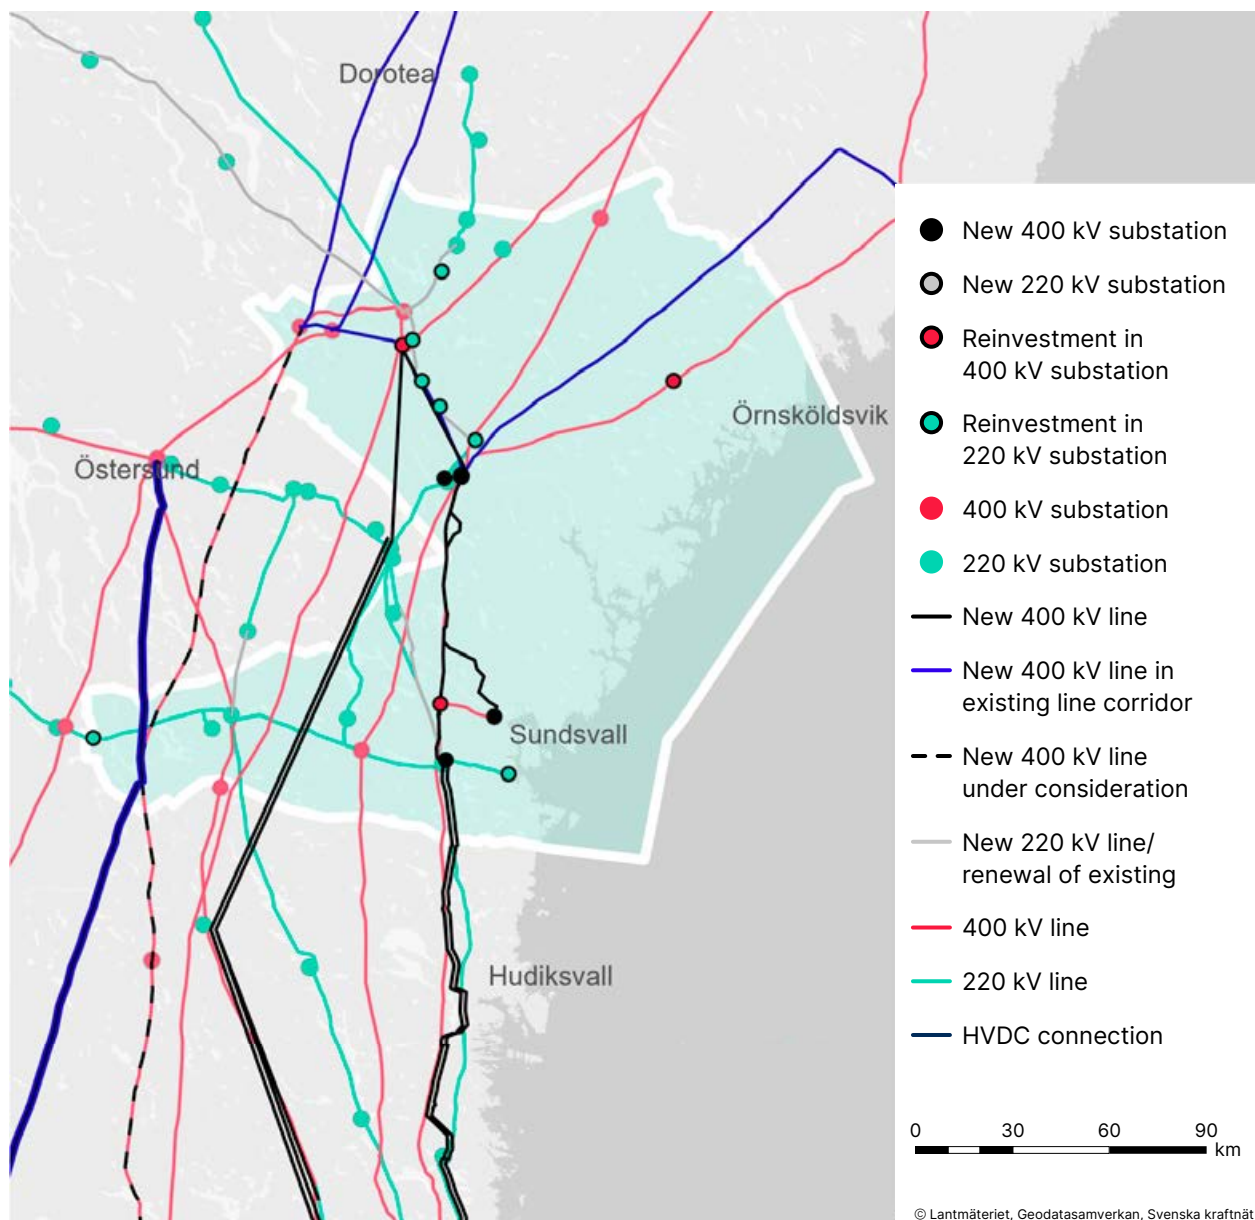 Dorotea
Örnsköldsvik
Östersund
Sundsvall
Hudiksvall
New 400 kV substation
New 220 kV substation
Reinvestment in
400 kV substation
Reinvestment in
220 kV substation
400 kV substation
220 kV substation
New 400 kV line
New 400 kV line in
existing line corridor
New 400 kV line
under consideration
New 220 kV line/
renewal of existing
400 kV line
220 kV line
HVDC connection
0 30 60 90
km
© Lantmäteriet, Geodatasamverkan, Svenska kraftnät